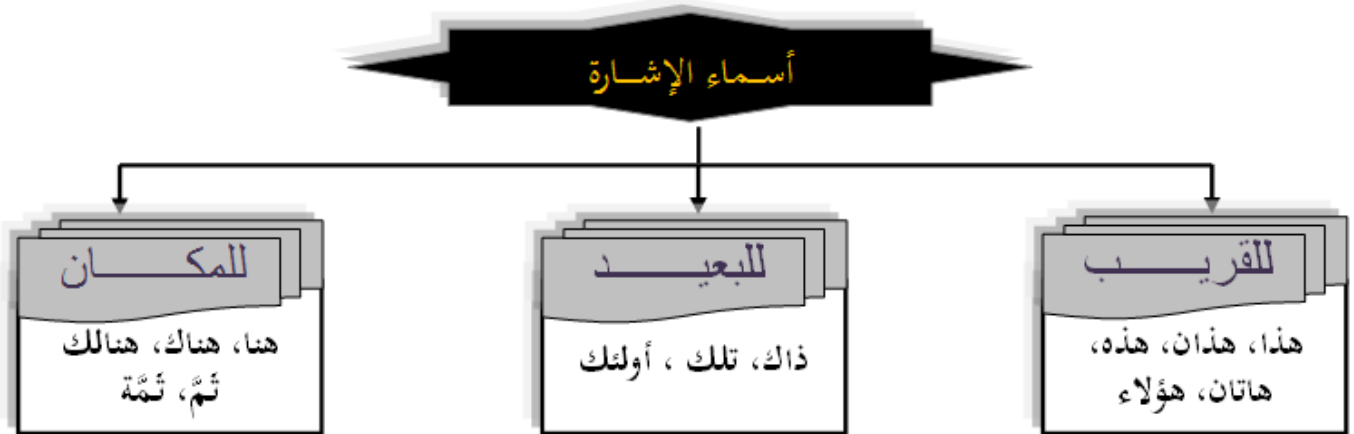 أسماء الإشارة
للقريب
هذا، هذان، هذه،
هاتان، هؤلاء
للبعيد
ذاك، تلك ، أولئك
للمكان
هنا، هناك، هنالك
ثَمَّ، ثَمَّة